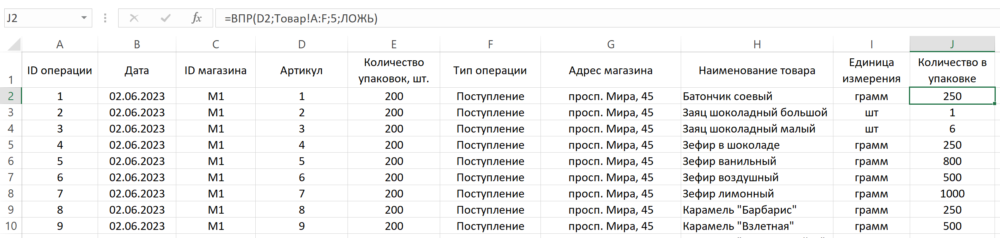 J2 fx =ВПР(D2;Товар!A:F;5;ЛОЖЬ)
A B C D E F G H I J
1 ID операции Дата ID магазина Артикул Количество упаковок, шт. Тип операции Адрес магазина Наименование товара Единица измерения Количество в упаковке
2 1 02.06.2023 M1 1 200 Поступление просп. Мира, 45 Батончик соевый грамм 250
3 2 02.06.2023 M1 2 200 Поступление просп. Мира, 45 Заяц шоколадный большой шт 1
4 3 02.06.2023 M1 3 200 Поступление просп. Мира, 45 Заяц шоколадный малый шт 6
5 4 02.06.2023 M1 4 200 Поступление просп. Мира, 45 Зефир в шоколаде грамм 250
6 5 02.06.2023 M1 5 200 Поступление просп. Мира, 45 Зефир ванильный грамм 800
7 6 02.06.2023 M1 6 200 Поступление просп. Мира, 45 Зефир воздушный грамм 500
8 7 02.06.2023 M1 7 200 Поступление просп. Мира, 45 Зефир лимонный грамм 1000
9 8 02.06.2023 M1 8 200 Поступление просп. Мира, 45 Карамель "Барбарис" грамм 250
10 9 02.06.2023 M1 9 200 Поступление просп. Мира, 45 Карамель "Взлетная" грамм 500